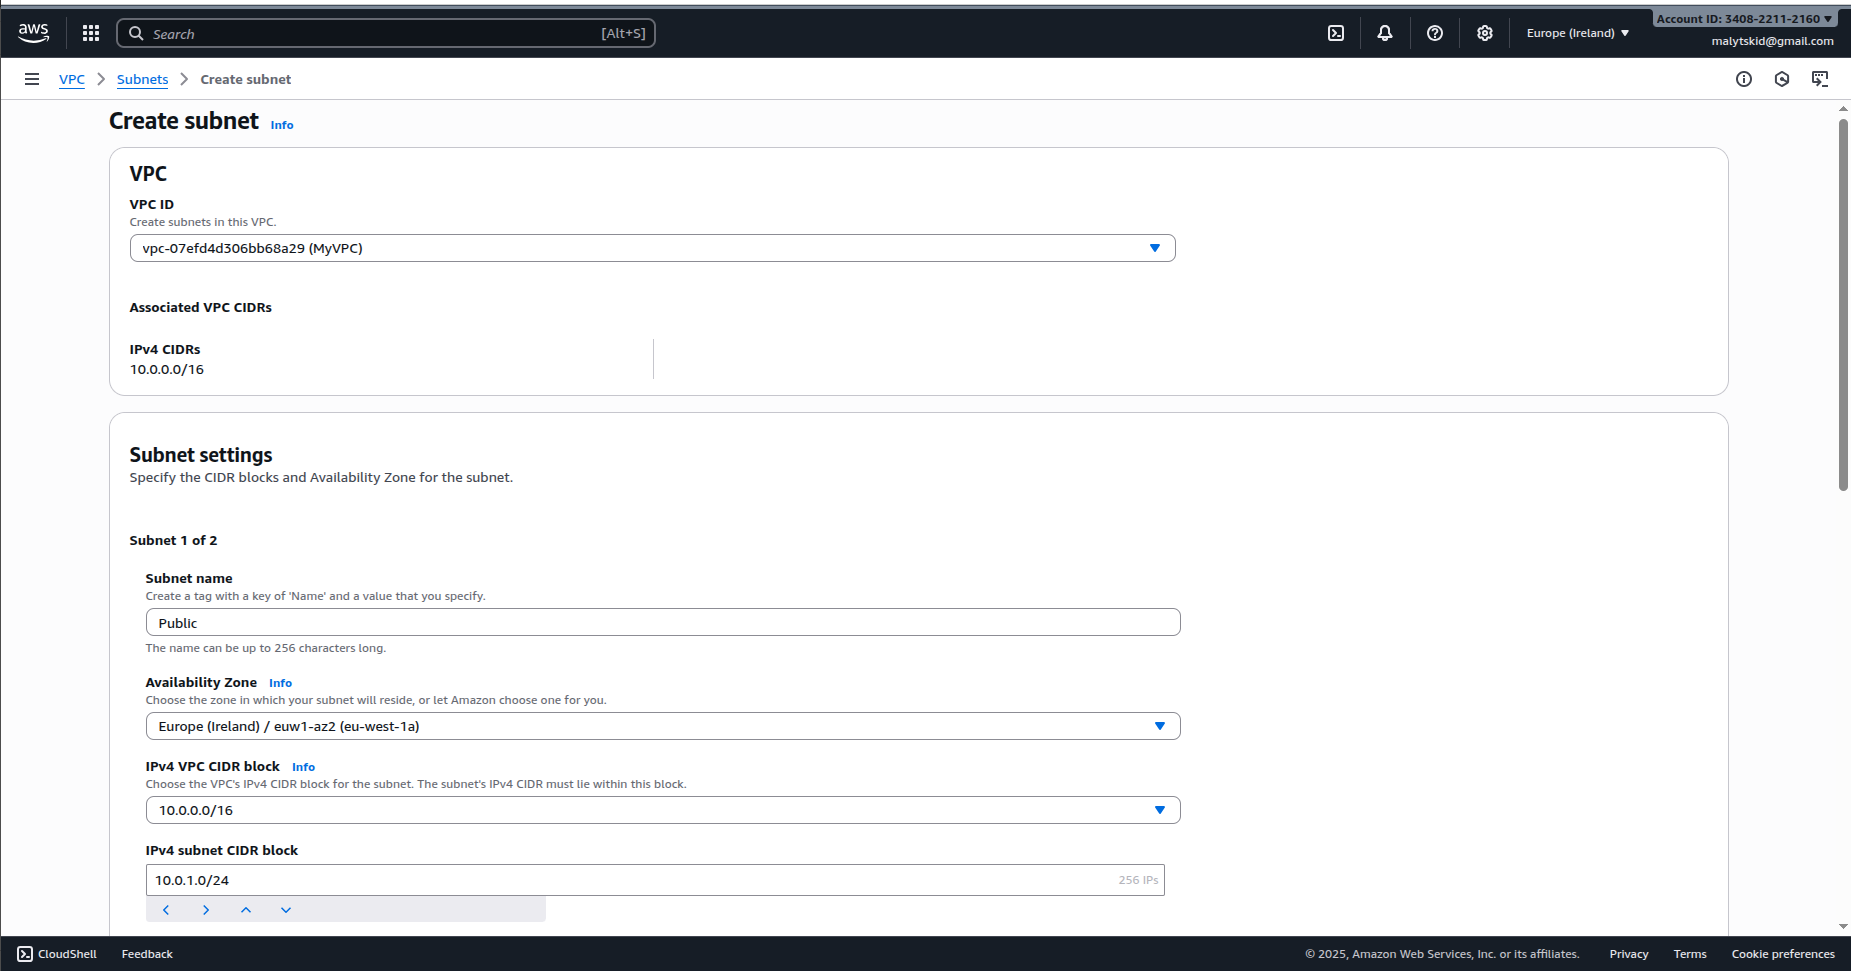 aws
Search [Alt+S]
Europe (Ireland)
Account ID: 3408-2211-2160
malytskid@gmail.com
VPC Subnets Create subnet
Create subnet Info
VPC
VPC ID
Create subnets in this VPC.
vpc-07efd4d306bb68a29 (MyVPC)
Associated VPC CIDRs
IPv4 CIDRs
10.0.0.0/16
Subnet settings
Specify the CIDR blocks and Availability Zone for the subnet.
Subnet 1 of 2
Subnet name
Create a tag with a key of 'Name' and a value that you specify.
Public
The name can be up to 256 characters long.
Availability Zone Info
Choose the zone in which your subnet will reside, or let Amazon choose one for you.
Europe (Ireland) / euw1-az2 (eu-west-1a)
IPv4 VPC CIDR block Info
Choose the VPC's IPv4 CIDR block for the subnet. The subnet's IPv4 CIDR must lie within this block.
10.0.0.0/16
IPv4 subnet CIDR block
10.0.1.0/24 256 IPs
CloudShell Feedback © 2025, Amazon Web Services, Inc. or its affiliates. Privacy Terms Cookie preferences